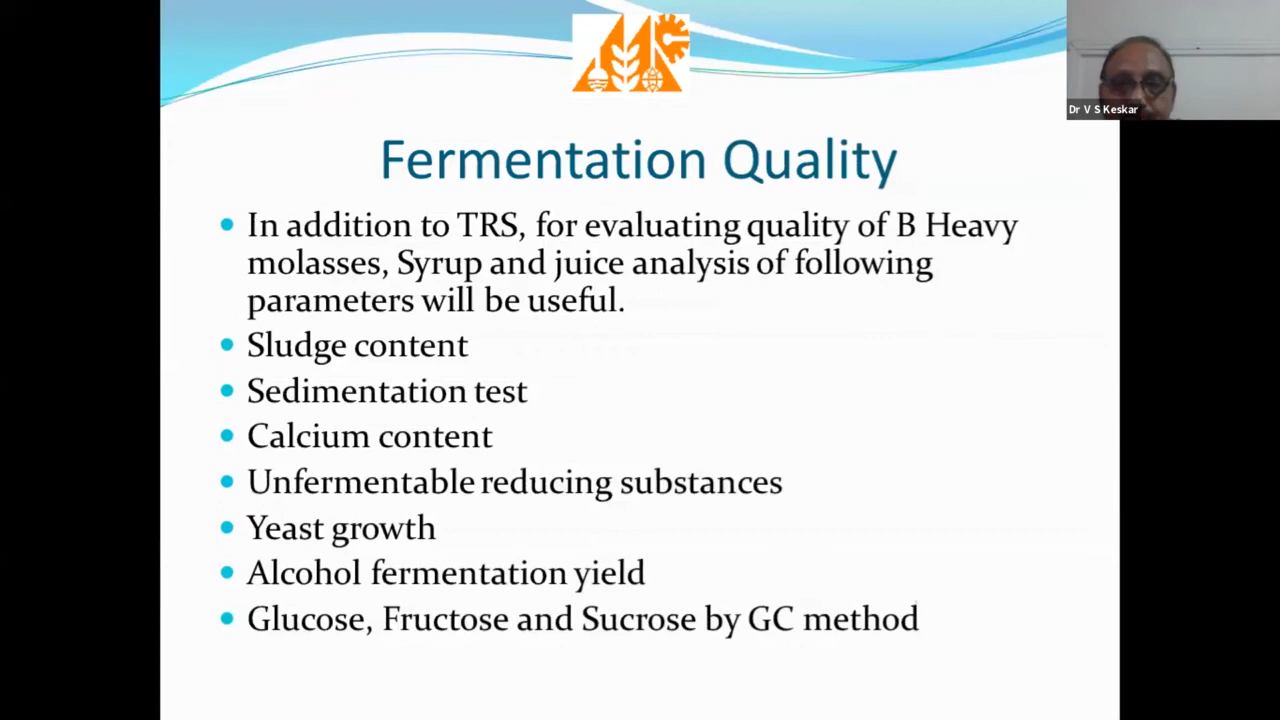 Dr V S Keskar
Fermentation Quality
• In addition to TRS, for evaluating quality of B Heavy
molasses, Syrup and juice analysis of following
parameters will be useful.
• Sludge content
• Sedimentation test
• Calcium content
• Unfermentable reducing substances
• Yeast growth
• Alcohol fermentation yield
• Glucose, Fructose and Sucrose by GC method